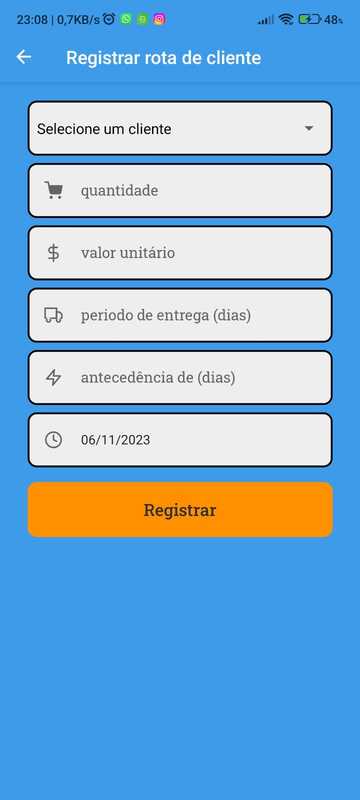 23:08 | 0,7KB/s 48%
Registrar rota de cliente
Selecione um cliente
quantidade
valor unitário
periodo de entrega (dias)
antecedência de (dias)
06/11/2023
Registrar